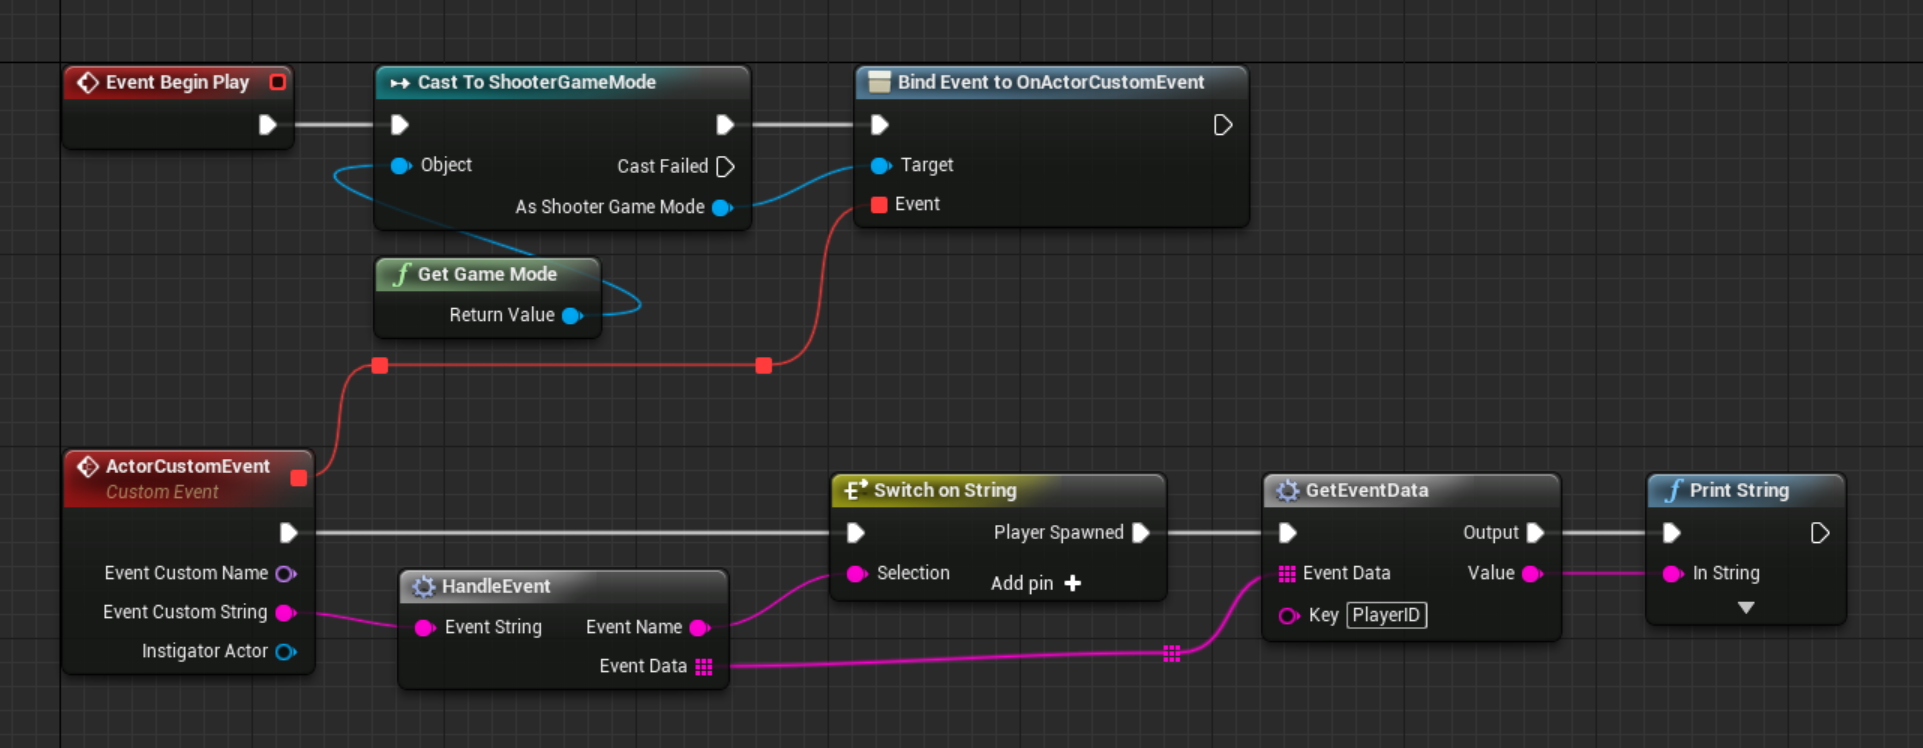 Event Begin Play
Cast To ShooterGameMode
Object
Cast Failed
As Shooter Game Mode
Bind Event to OnActorCustomEvent
Target
Event
Get Game Mode
Return Value
ActorCustomEvent
Custom Event
Event Custom Name
Event Custom String
Instigator Actor
HandleEvent
Event String
Event Name
Event Data
Switch on String
Player Spawned
Selection
Add pin
GetEventData
Output
Event Data
Value
Key PlayerID
Print String
In String